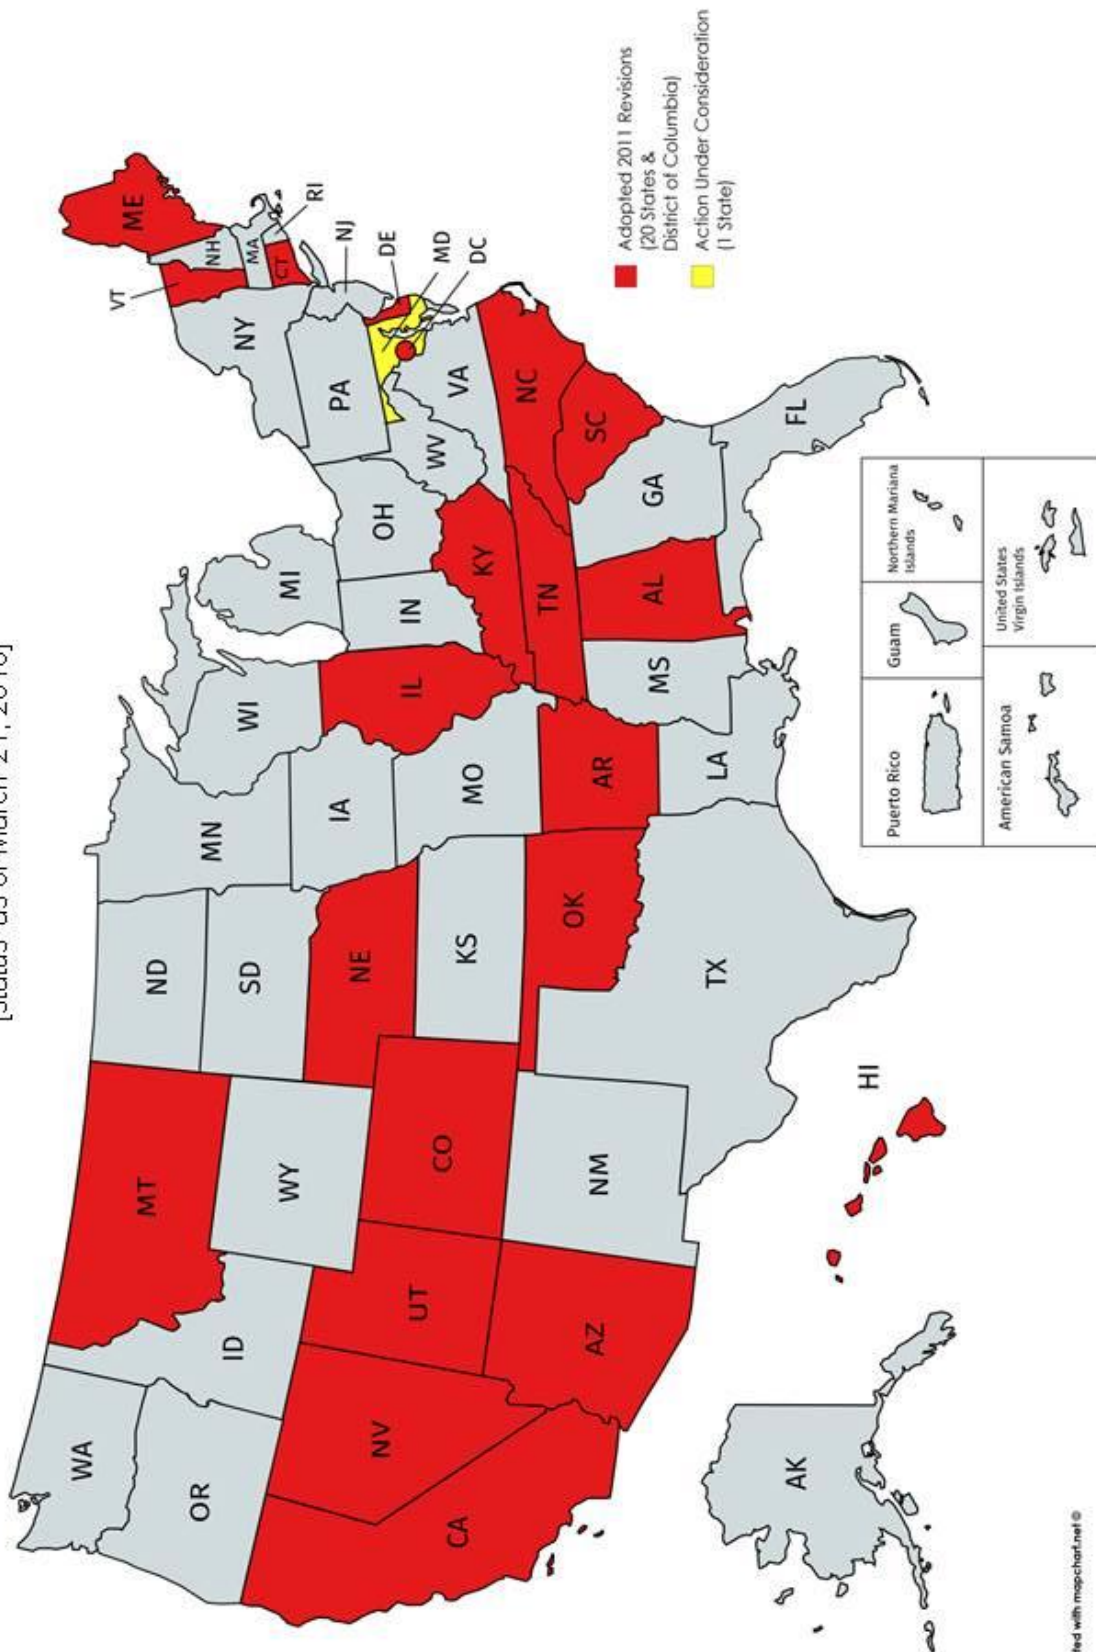 [Status as of March 21, 2018]
WA
OR
CA
NV
ID
MT
WY
UT
AZ
CO
NM
ND
SD
NE
KS
OK
TX
MN
IA
MO
AR
LA
WI
IL
MI
IN
OH
KY
TN
MS
AL
GA
FL
SC
NC
VA
WV
PA
NY
VT
NH
ME
MA
CT
RI
NJ
DE
MD
DC
AK
HI
Adopted 2011 Revisions
(20 States &
District of Columbia)
Action Under Consideration
(1 State)
Puerto Rico
Guam
Northern Mariana
Islands
American Samoa
United States
Virgin Islands
ted with mapchart.net ©